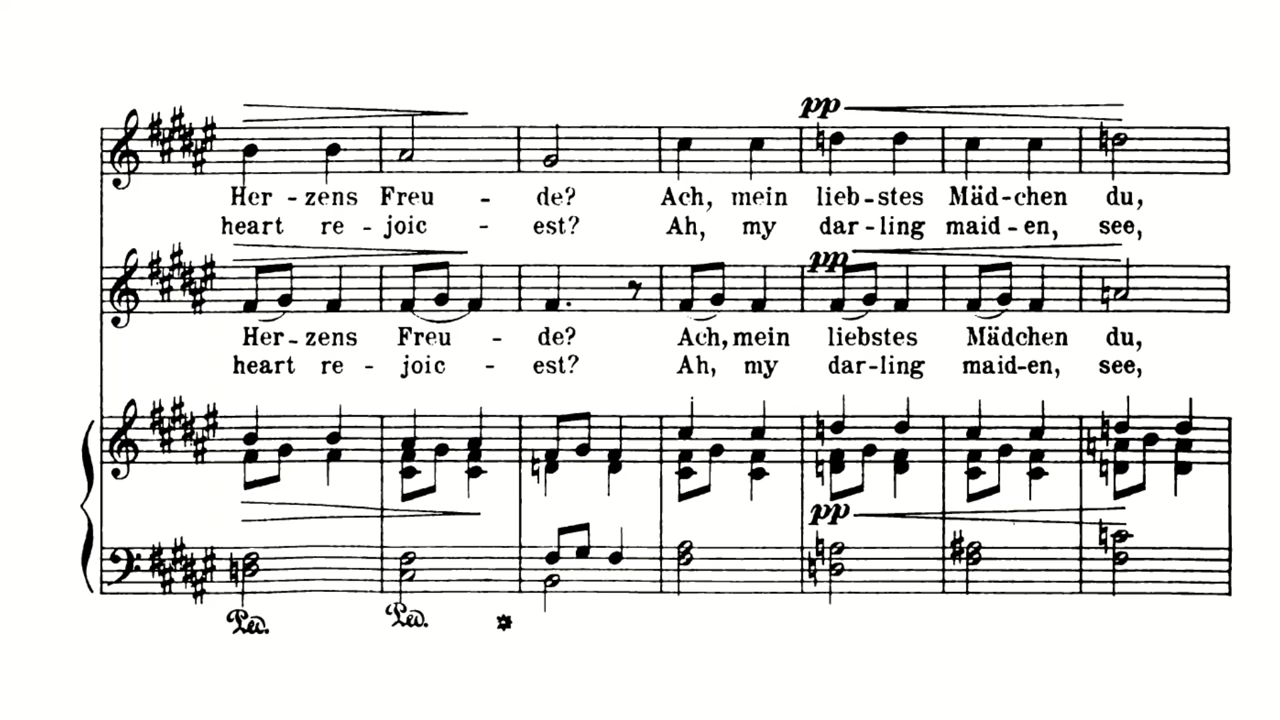 pp
Her - zens Freu - de? Ach, mein lieb - stes Mäd - chen du,
heart re - joic - est? Ah, my dar - ling maid - en, see,
pp
Her - zens Freu - de? Ach, mein liebstes Mädchen du,
heart re - joic - est? Ah, my dar - ling maid - en, see,
pp
Ped. Ped.